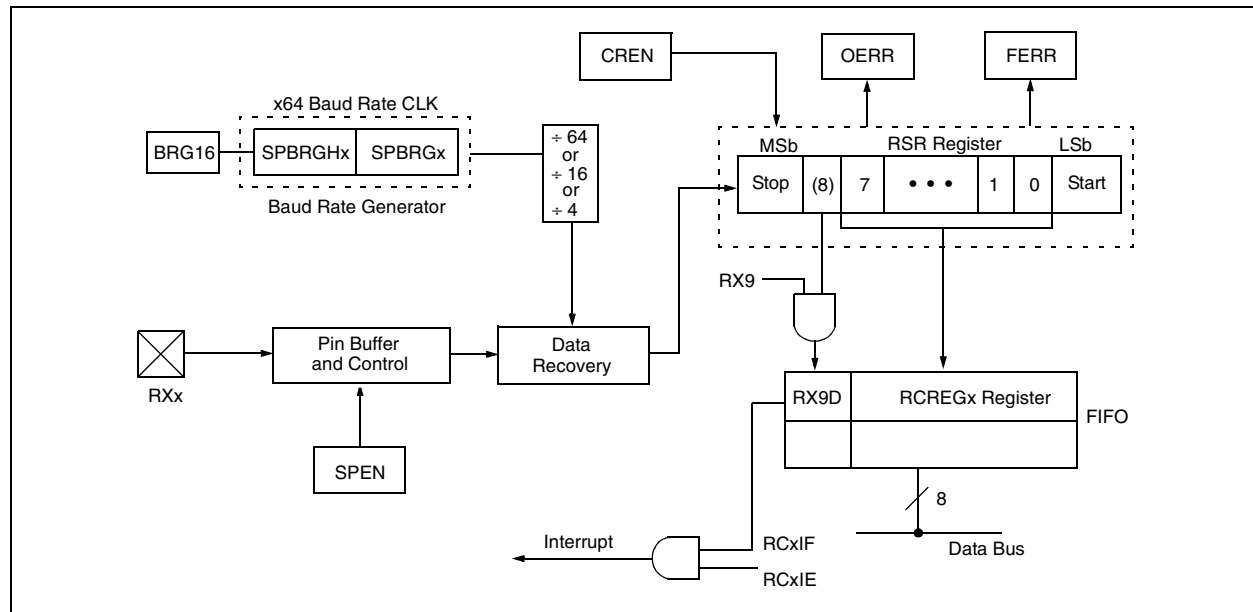 CREN
OERR
FERR
x64 Baud Rate CLK
BRG16
SPBRGHx
SPBRGx
Baud Rate Generator
÷ 64
or
÷ 16
or
÷ 4
MSb
RSR Register
LSb
Stop
(8)
7
• • •
1
0
Start
RX9
RXx
Pin Buffer
and Control
Data
Recovery
SPEN
RX9D
RCREGx Register
FIFO
8
Data Bus
Interrupt
RCxIF
RCxIE